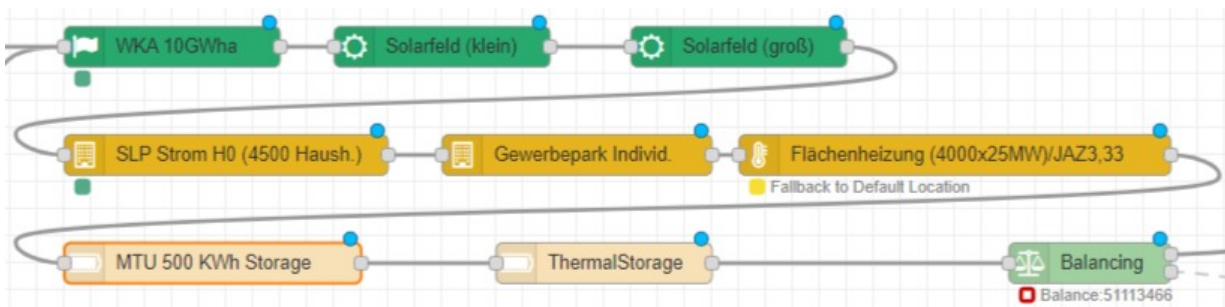 WKA 10GWha
Solarfeld (klein)
Solarfeld (groß)
SLP Strom H0 (4500 Haush.)
Gewerbepark Individ.
Flächenheizung (4000x25MW)/JAZ3,33
Fallback to Default Location
MTU 500 KWh Storage
ThermalStorage
Balancing
Balance:51113466